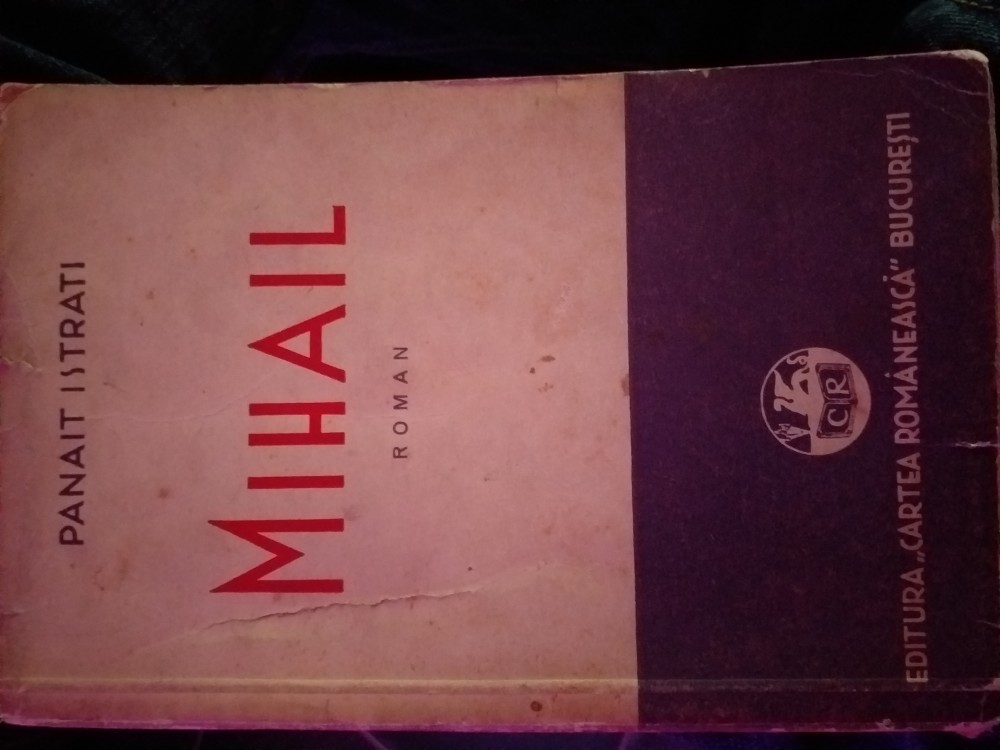 PANAIT ISTRATI
MIHAIL
ROMAN
CR
EDITURA „CARTEA ROMÂNEASCĂ” BUCUREȘTI